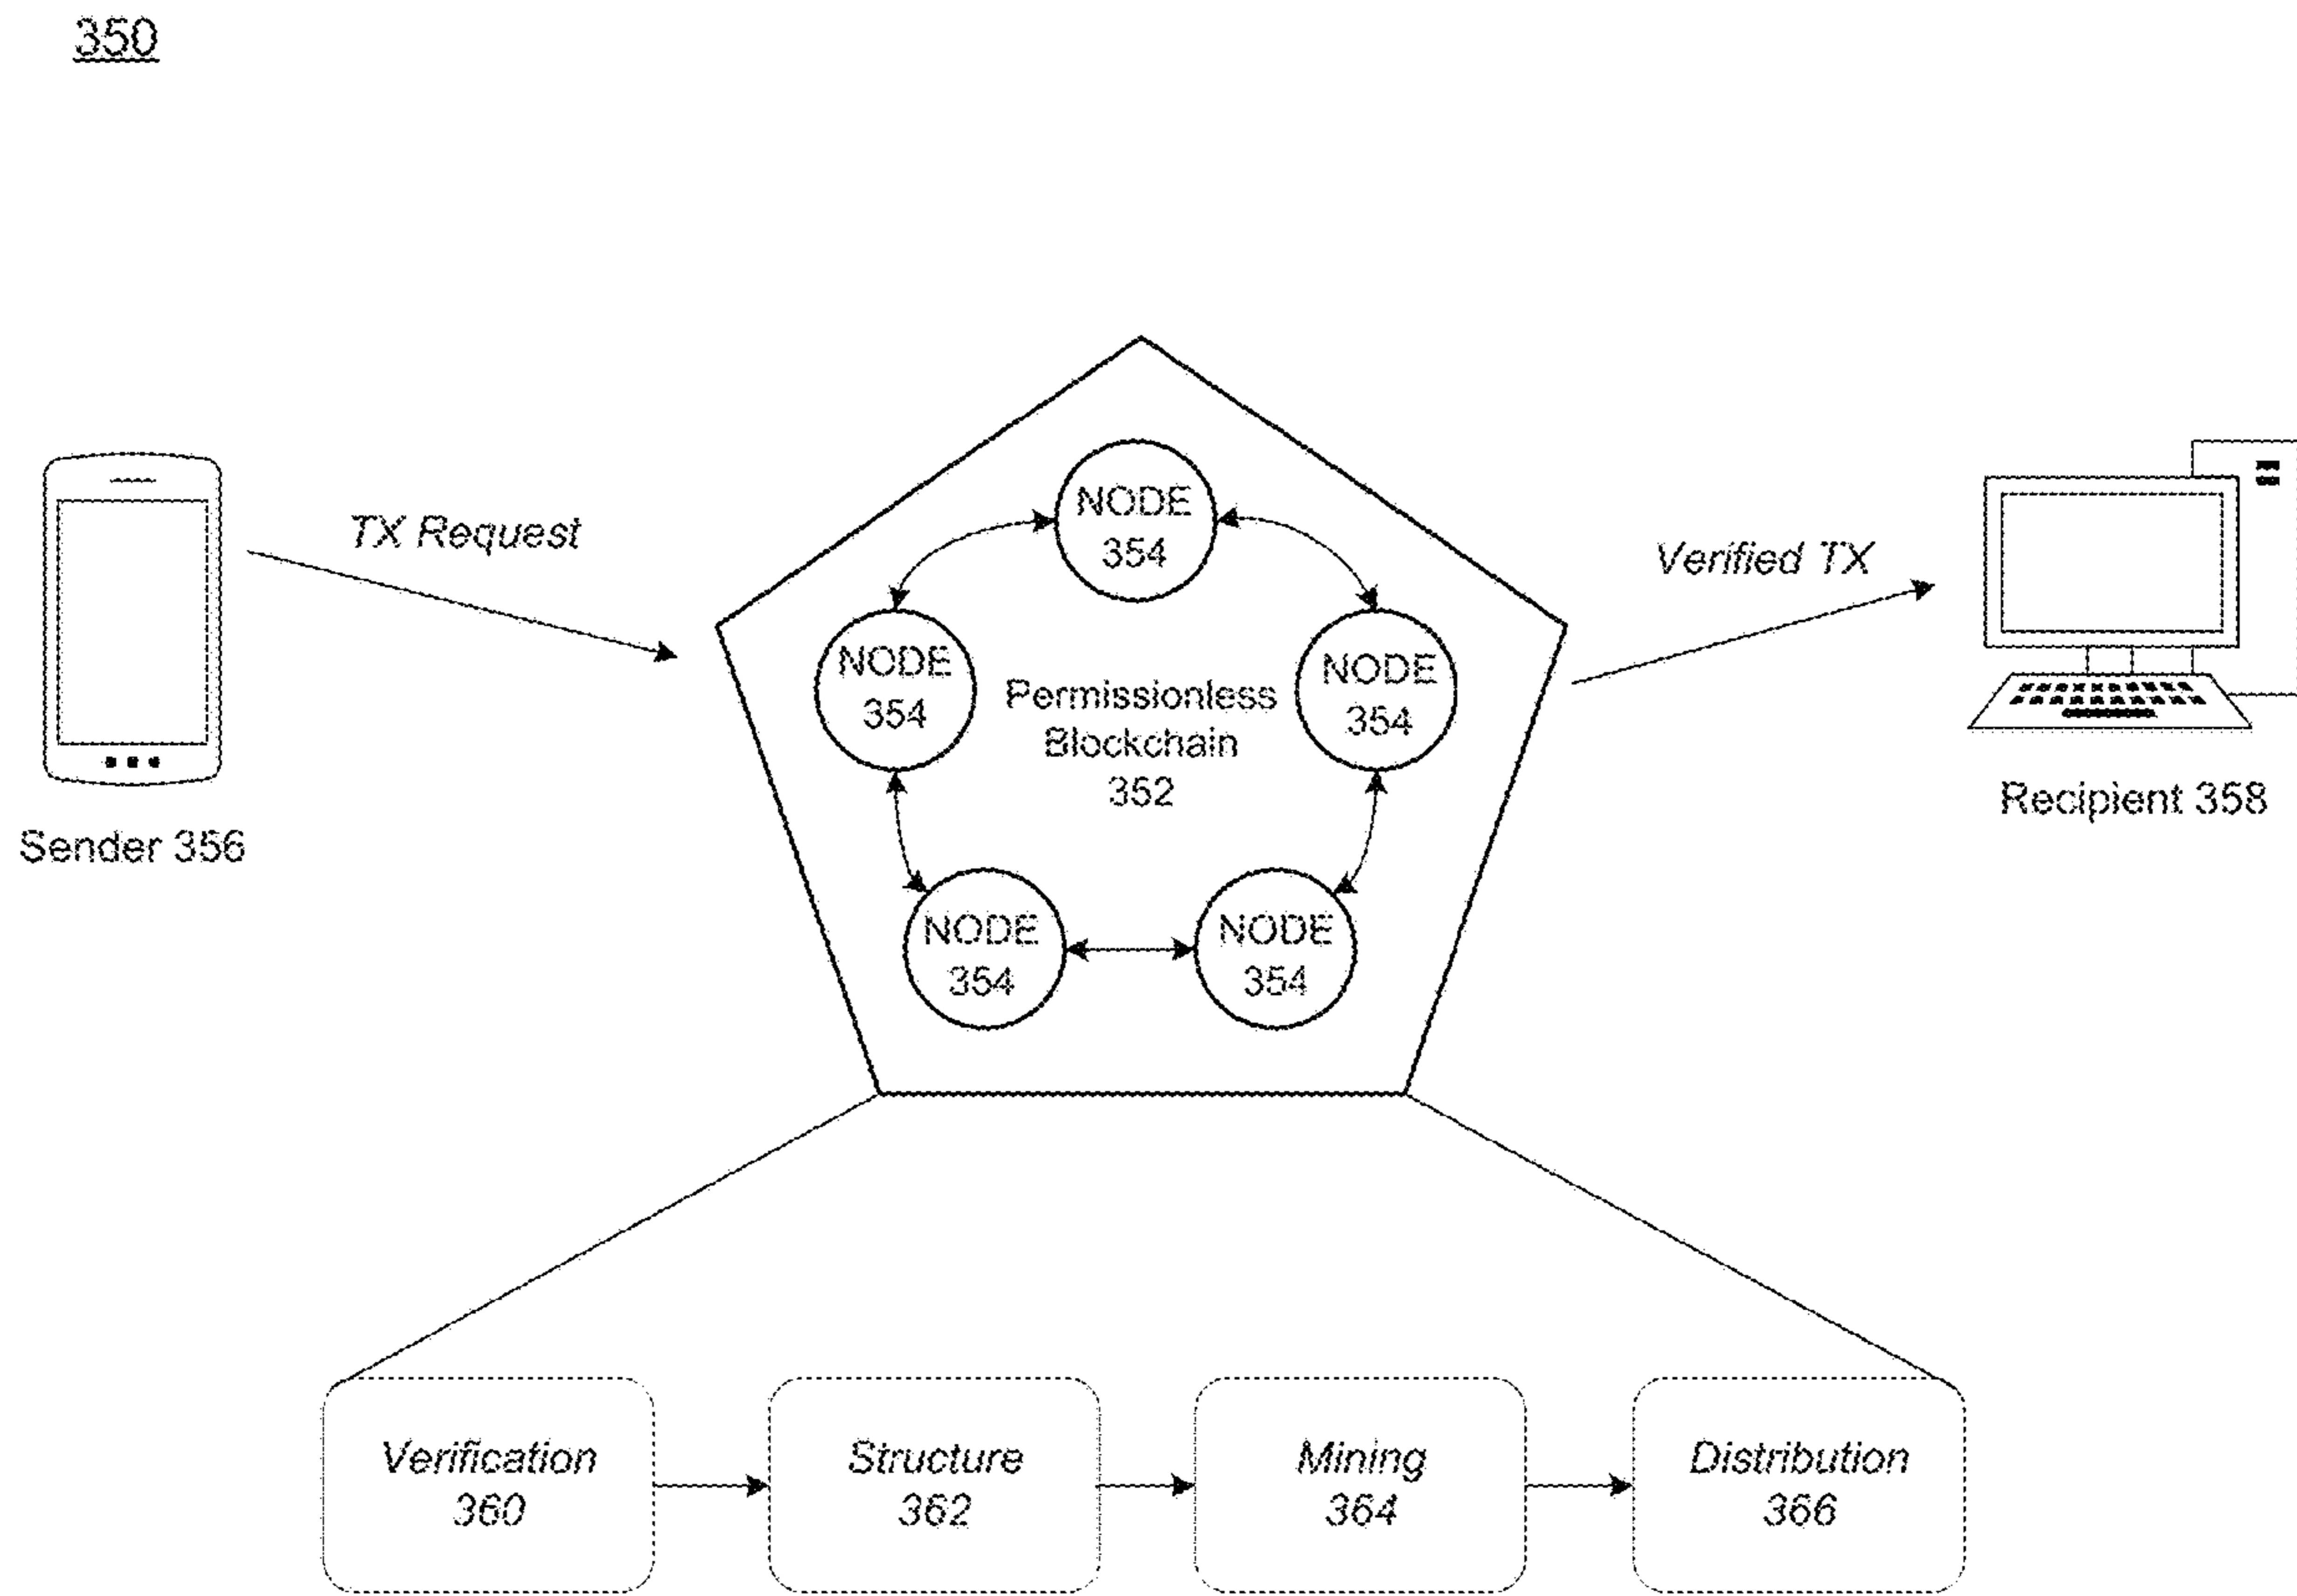 350
TX Request
NODE
354
Verified TX
NODE
354
Permissionless
Blockchain
352
NODE
354
Sender 356
Recipient 358
NODE
354
NODE
354
Verification
360
Structure
362
Mining
364
Distribution
366